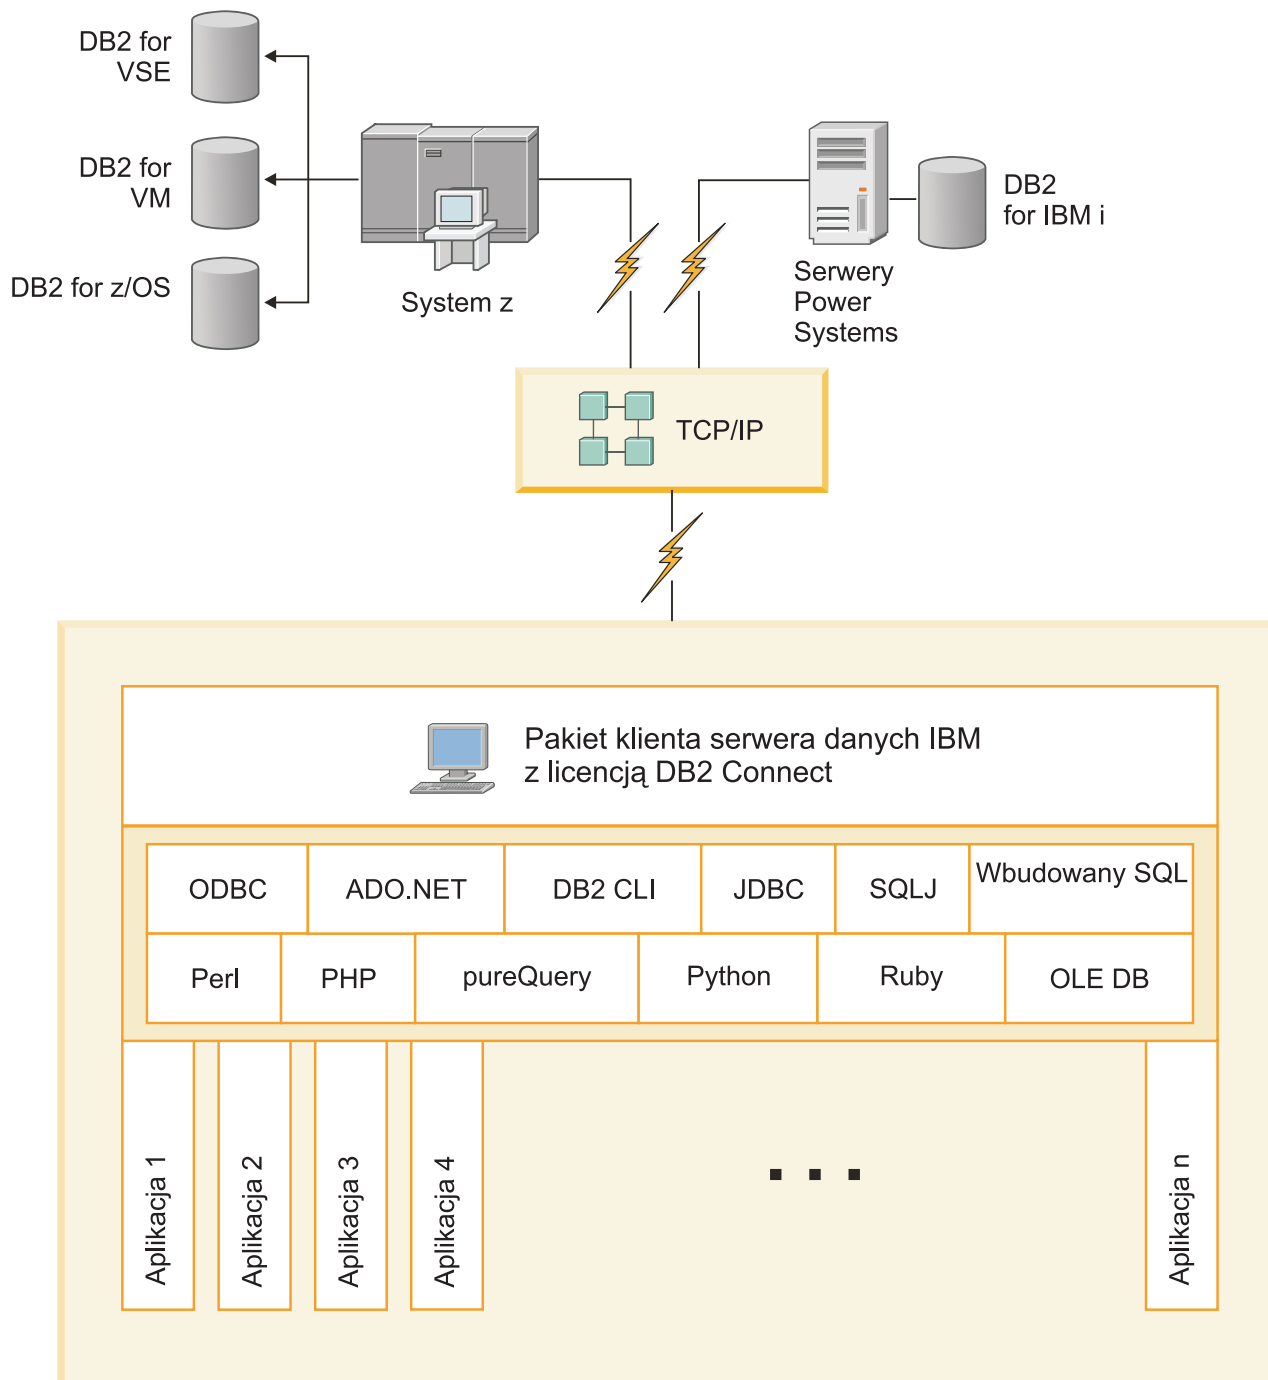 DB2 for
VSE
DB2 for
VM
DB2 for z/OS
System z
DB2
for IBM i
Serwery
Power
Systems
TCP/IP
Pakiet klienta serwera danych IBM
z licencją DB2 Connect
ODBC
ADO.NET
DB2 CLI
JDBC
SQLJ
Wbudowany SQL
Perl
PHP
pureQuery
Python
Ruby
OLE DB
Aplikacja 1
Aplikacja 2
Aplikacja 3
Aplikacja 4
...
Aplikacja n